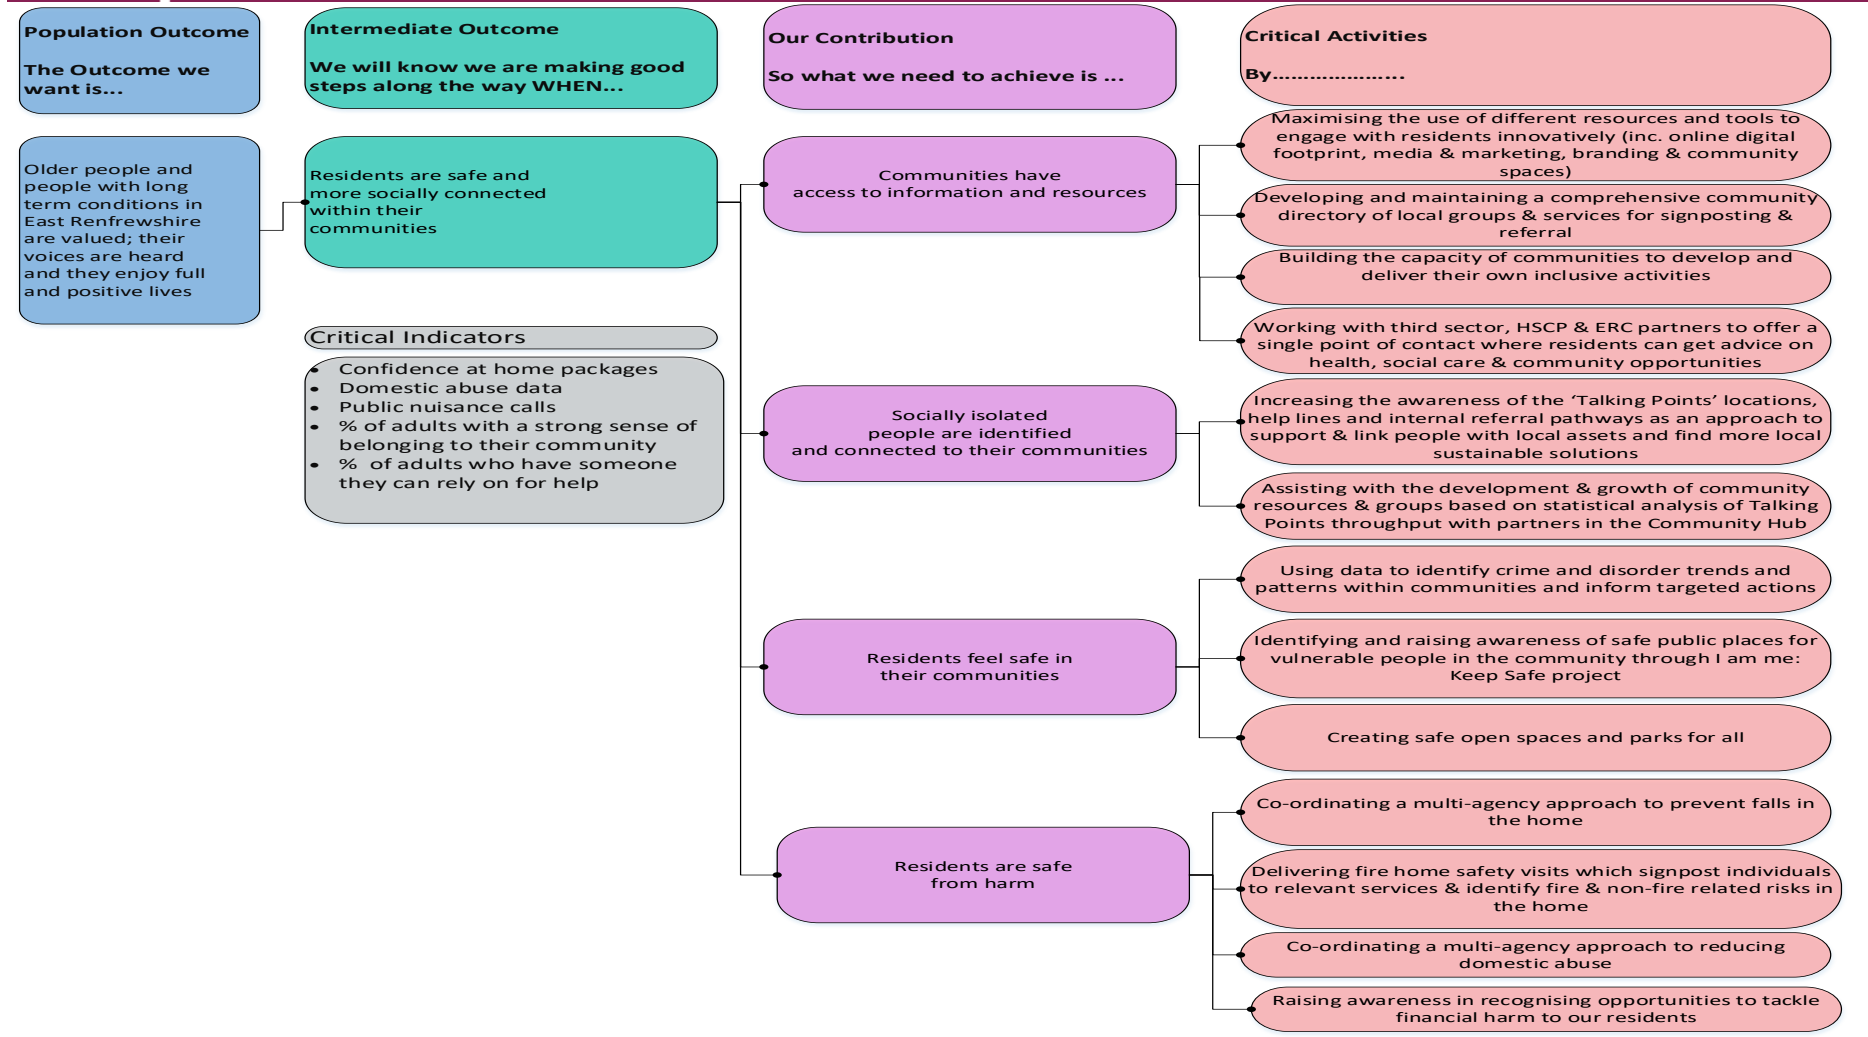 Population Outcome
The Outcome we
want is...
Intermediate Outcome
We will know we are making good
steps along the way WHEN...
Our Contribution
So what we need to achieve is ...
Critical Activities
By.....................
Older people and
people with long
term conditions in
East Renfrewshire
are valued; their
voices are heard
and they enjoy full
and positive lives
Residents are safe and
more socially connected
within their
communities
Critical Indicators
• Confidence at home packages
• Domestic abuse data
• Public nuisance calls
• % of adults with a strong sense of
belonging to their community
• % of adults who have someone
they can rely on for help
Communities have
access to information and resources
Maximising the use of different resources and tools to
engage with residents innovatively (inc. online digital
footprint, media & marketing, branding & community
spaces)
Developing and maintaining a comprehensive community
directory of local groups & services for signposting &
referral
Building the capacity of communities to develop and
deliver their own inclusive activities
Working with third sector, HSCP & ERC partners to offer a
single point of contact where residents can get advice on
health, social care & community opportunities
Socially isolated
people are identified
and connected to their communities
Increasing the awareness of the ‘Talking Points’ locations,
help lines and internal referral pathways as an approach to
support & link people with local assets and find more local
sustainable solutions
Assisting with the development & growth of community
resources & groups based on statistical analysis of Talking
Points throughput with partners in the Community Hub
Residents feel safe in
their communities
Using data to identify crime and disorder trends and
patterns within communities and inform targeted actions
Identifying and raising awareness of safe public places for
vulnerable people in the community through I am me:
Keep Safe project
Creating safe open spaces and parks for all
Residents are safe
from harm
Co-ordinating a multi-agency approach to prevent falls in
the home
Delivering fire home safety visits which signpost individuals
to relevant services & identify fire & non-fire related risks in
the home
Co-ordinating a multi-agency approach to reducing
domestic abuse
Raising awareness in recognising opportunities to tackle
financial harm to our residents